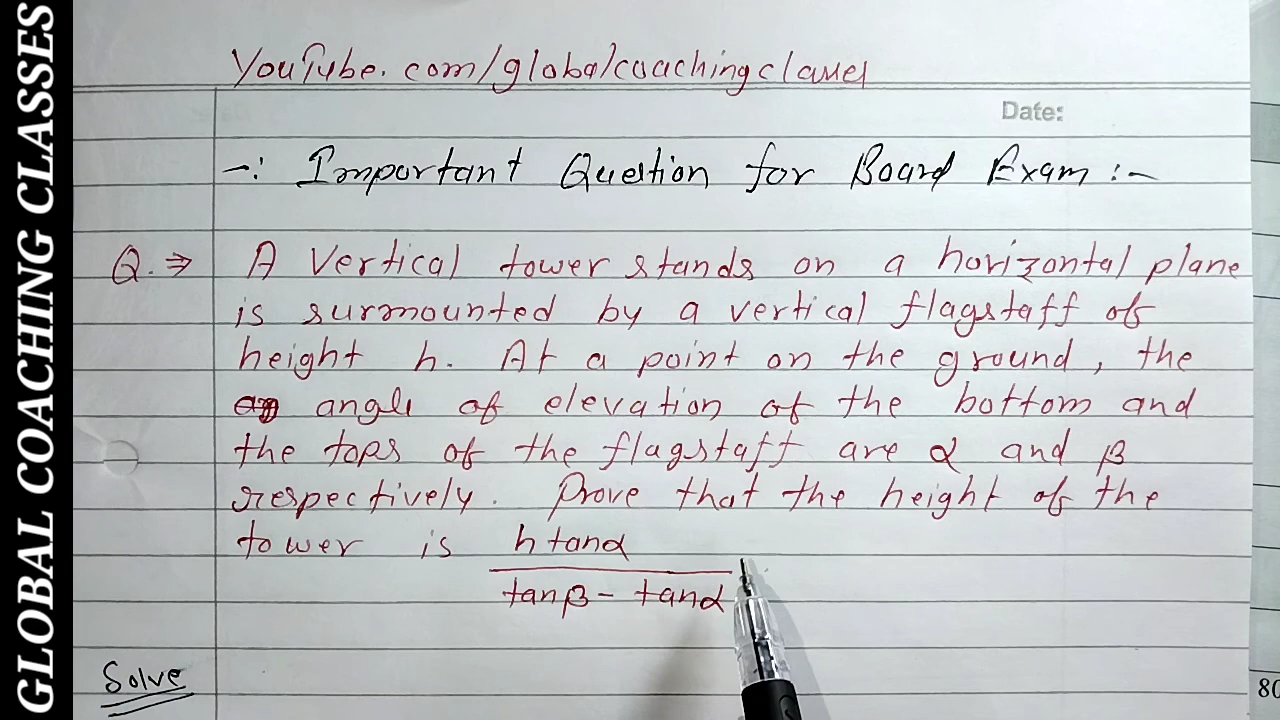 GLOBAL COACHING CLASSES
YouTube.com/globalcoachingclasses
Date:
-: Important Question for Board Exam :-
Q. ⇒ A vertical tower stands on a horizontal plane
is surmounted by a vertical flagstaff of
height h. At a point on the ground, the
angle of elevation of the bottom and
the tops of the flagstaff are α and β
respectively. Prove that the height of the
tower is h tanα
tanβ - tanα
Solve
80